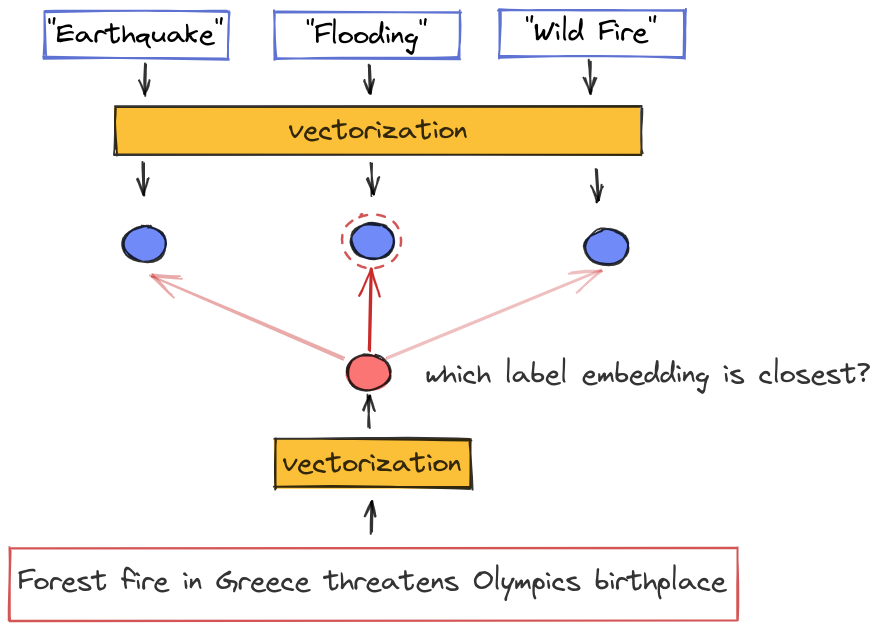 "Earthquake"
"Flooding"
"Wild Fire"
vectorization
which label embedding is closest?
vectorization
Forest fire in Greece threatens Olympics birthplace